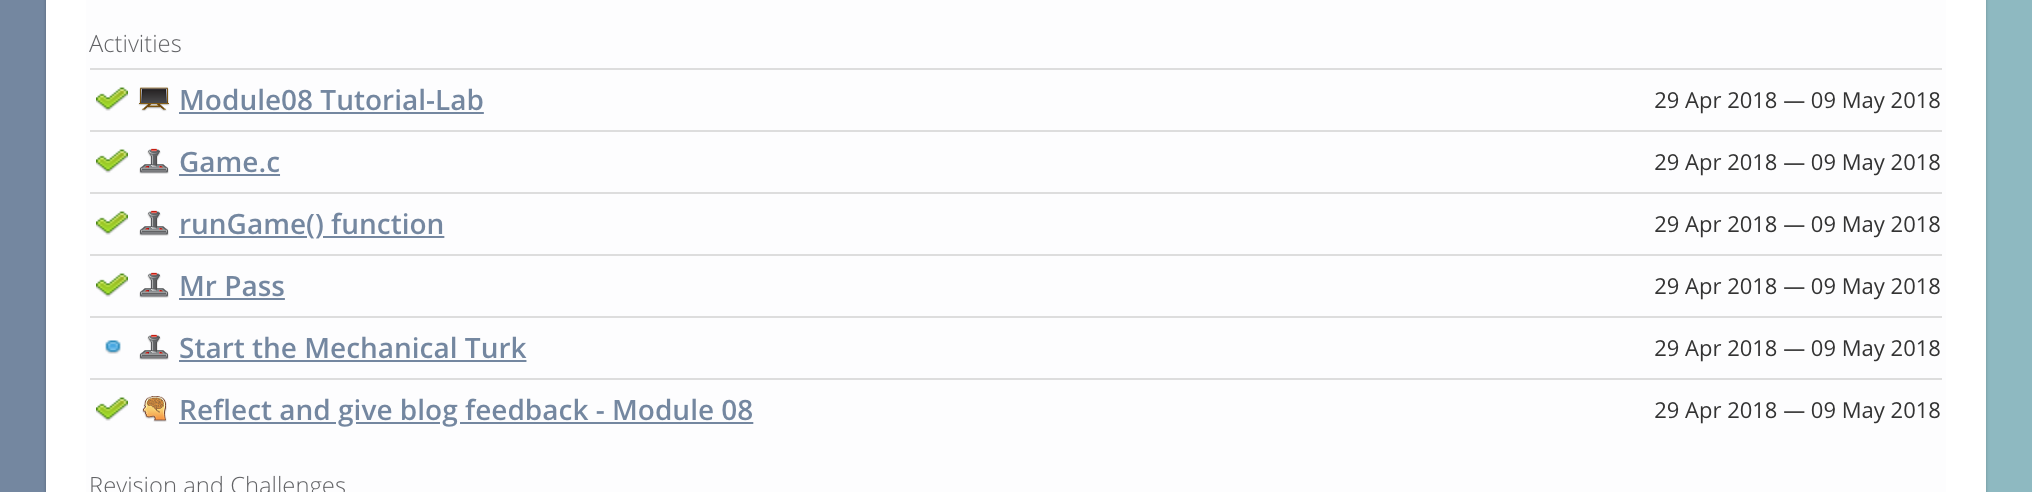 Activities
Module08 Tutorial-Lab 29 Apr 2018 — 09 May 2018
Game.c 29 Apr 2018 — 09 May 2018
runGame() function 29 Apr 2018 — 09 May 2018
Mr Pass 29 Apr 2018 — 09 May 2018
Start the Mechanical Turk 29 Apr 2018 — 09 May 2018
Reflect and give blog feedback - Module 08 29 Apr 2018 — 09 May 2018
Revision and Challenges